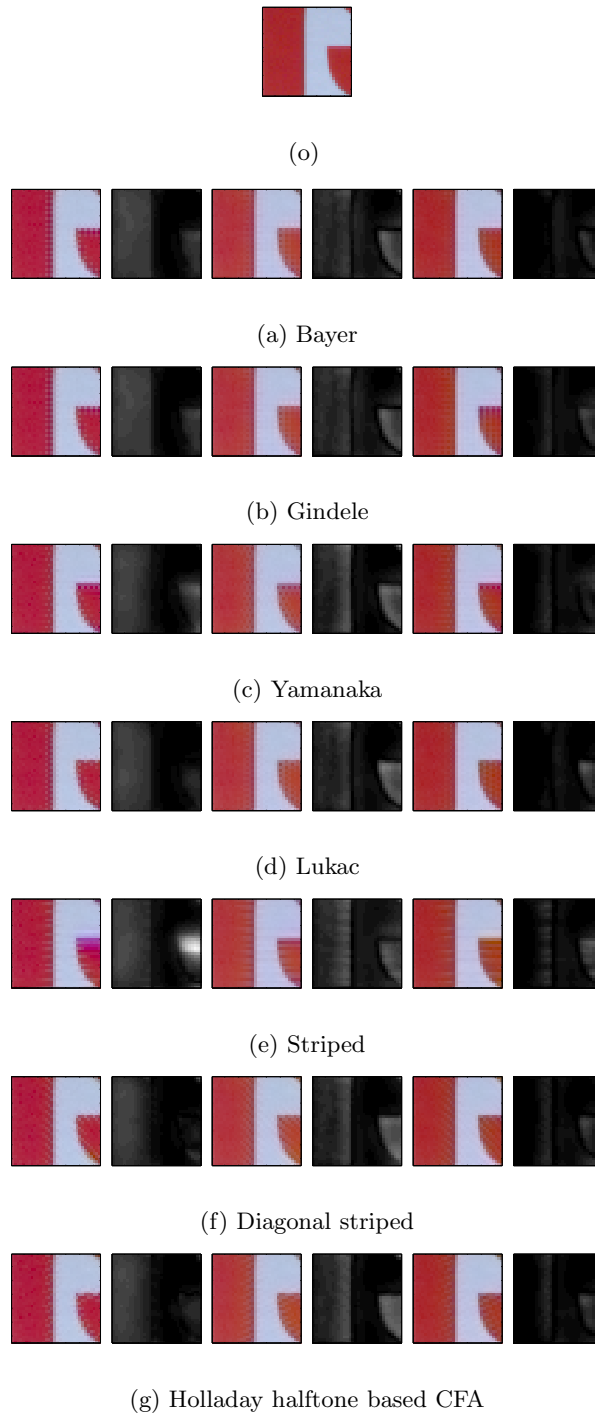 (o)
(a) Bayer
(b) Gindele
(c) Yamanaka
(d) Lukac
(e) Striped
(f) Diagonal striped
(g) Holladay halftone based CFA